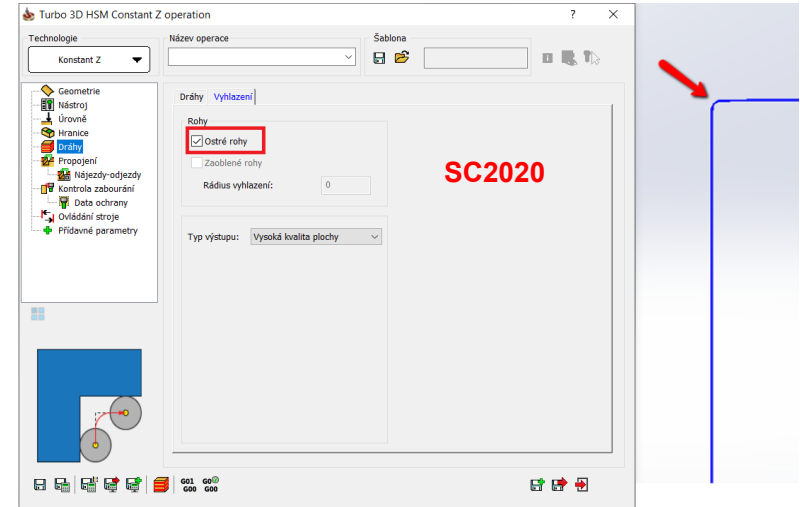 Turbo 3D HSM Constant Z operation
?
Technologie
Název operace
Šablona
Konstant Z
Geometrie
Nástroj
Úrovně
Hranice
Dráhy
Propojení
Nájezdy-odjezdy
Kontrola zabourání
Data ochrany
Ovládání stroje
Přídavné parametry
Dráhy
Vyhlazení
Rohy
Ostré rohy
Zaoblené rohy
Rádius vyhlazení:
0
Typ výstupu:
Vysoká kvalita plochy
SC2020
G01 G00
G00 G00